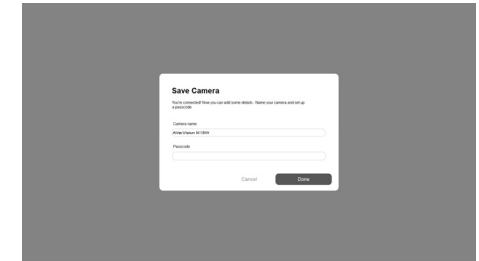 Save Camera
You're connected! Now you can add some details. Name your camera and set up
a passcode
Camera name
Passcode
Cancel
Done